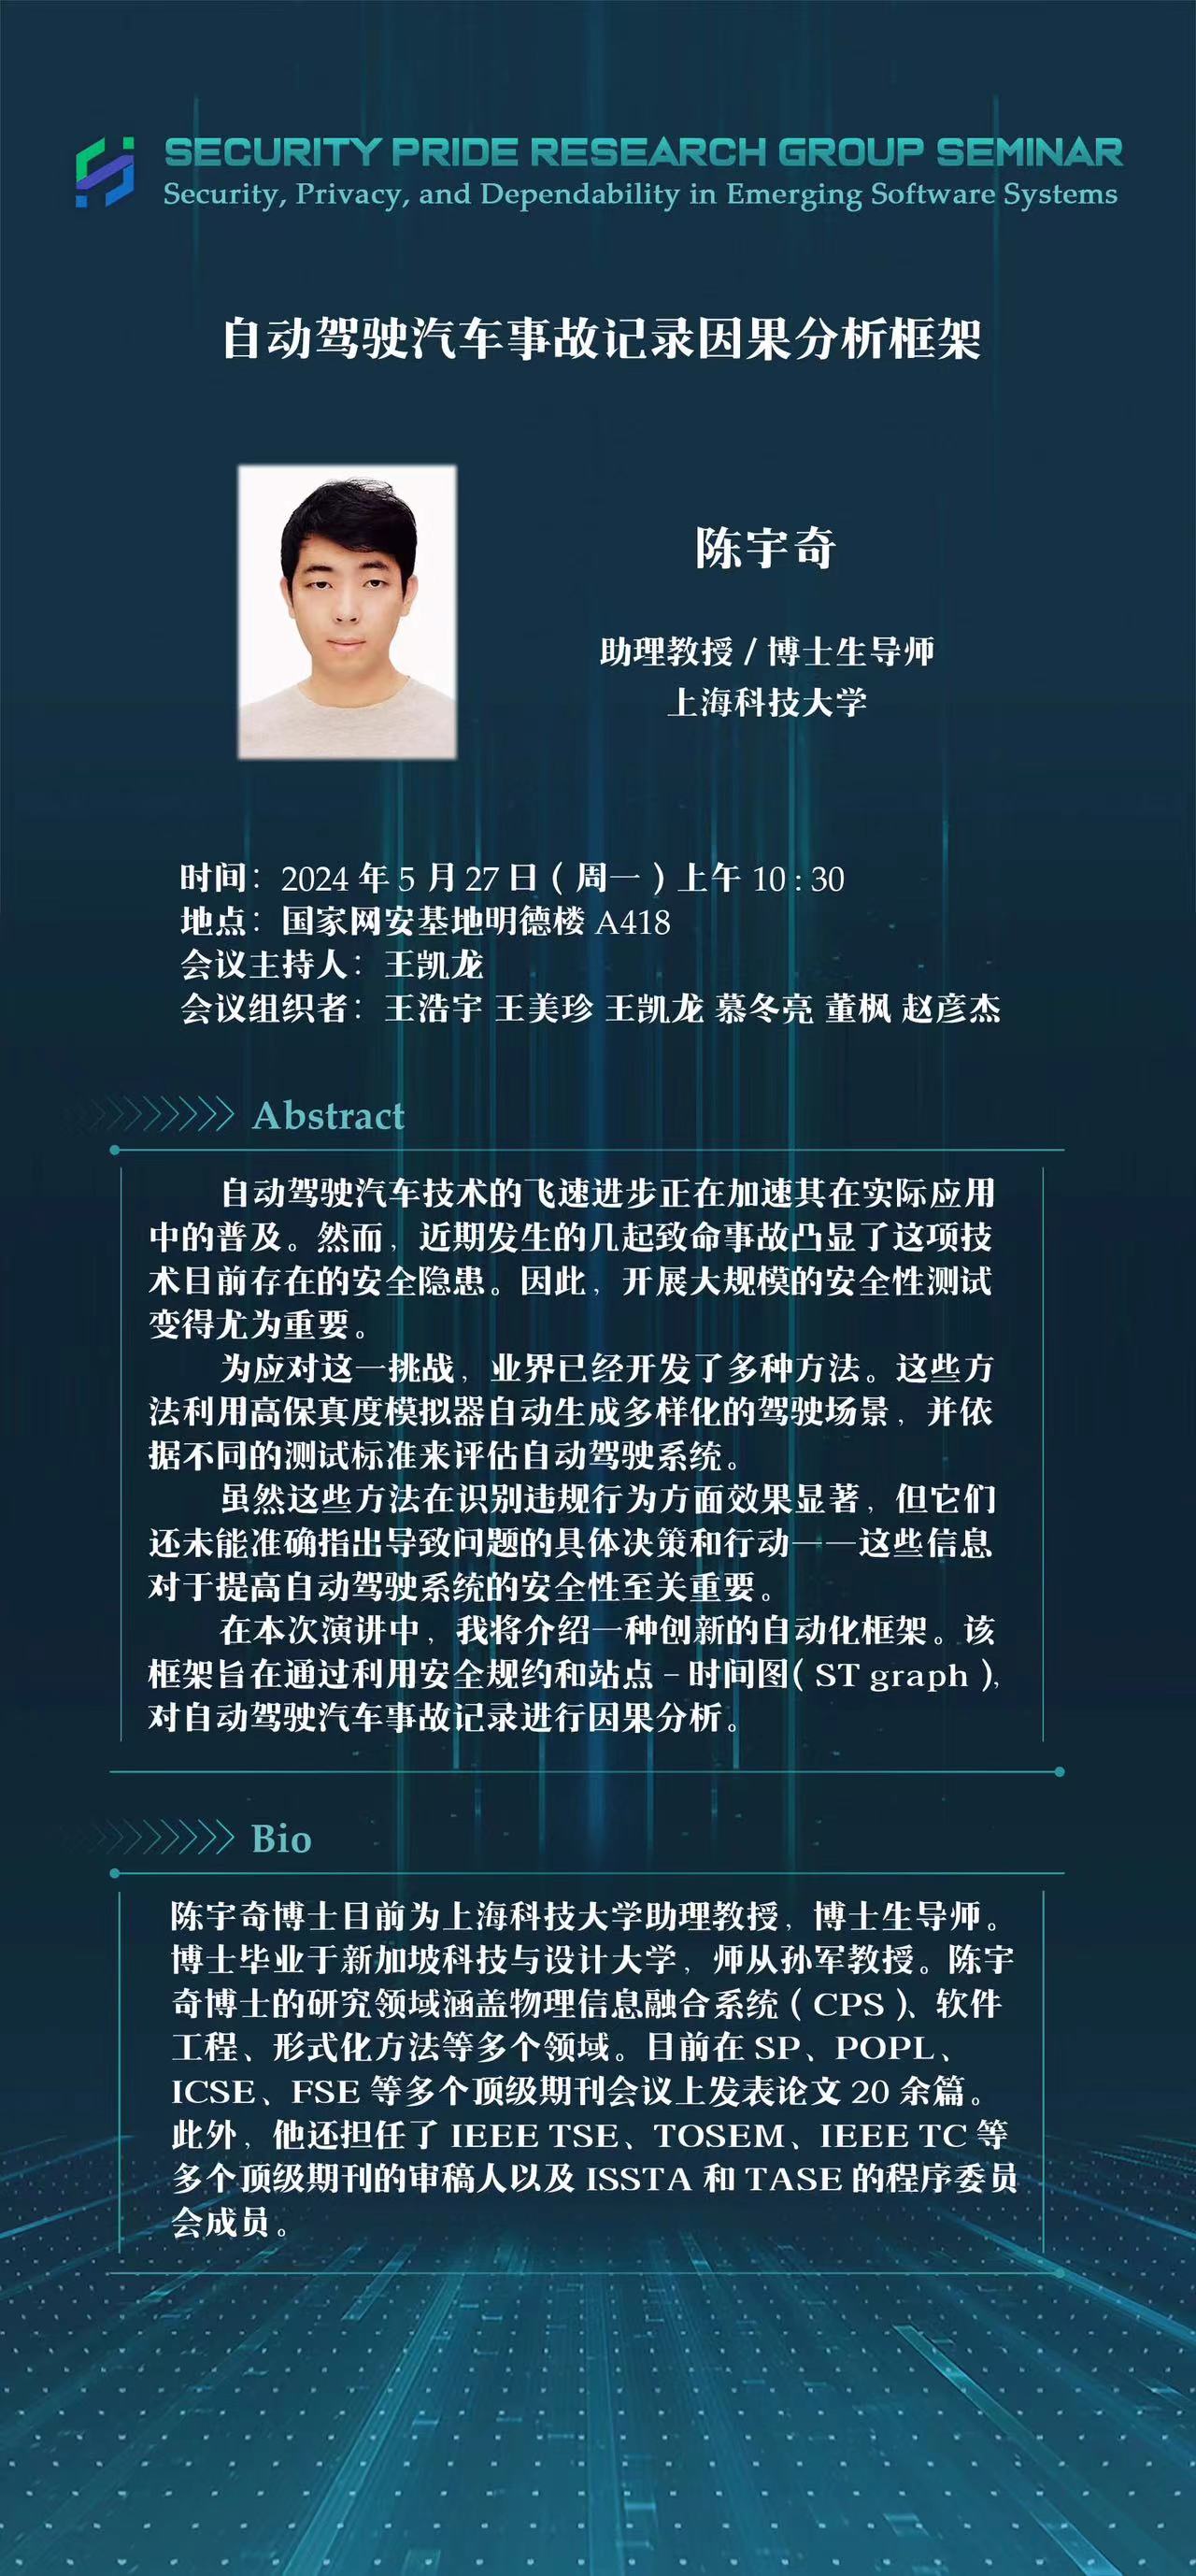 SECURITY PRIDE RESEARCH GROUP SEMINAR
Security, Privacy, and Dependability in Emerging Software Systems
自动驾驶汽车事故记录因果分析框架
陈宇奇
助理教授 / 博士生导师
上海科技大学
时间：2024 年 5 月 27 日（周一）上午 10 : 30
地点：国家网安基地明德楼 A418
会议主持人：王凯龙
会议组织者：王浩宇 王美珍 王凯龙 慕冬亮 董枫 赵彦杰
Abstract
自动驾驶汽车技术的飞速进步正在加速其在实际应用
中的普及。然而，近期发生的几起致命事故凸显了这项技
术目前存在的安全隐患。因此，开展大规模的安全性测试
变得尤为重要。
为应对这一挑战，业界已经开发了多种方法。这些方
法利用高保真度模拟器自动生成多样化的驾驶场景，并依
据不同的测试标准来评估自动驾驶系统。
虽然这些方法在识别违规行为方面效果显著，但它们
还未能准确指出导致问题的具体决策和行动——这些信息
对于提高自动驾驶系统的安全性至关重要。
在本次演讲中，我将介绍一种创新的自动化框架。该
框架旨在通过利用安全规约和站点 – 时间图（ST graph），
对自动驾驶汽车事故记录进行因果分析。
Bio
陈宇奇博士目前为上海科技大学助理教授，博士生导师。
博士毕业于新加坡科技与设计大学，师从孙军教授。陈宇
奇博士的研究领域涵盖物理信息融合系统（CPS）、软件
工程、形式化方法等多个领域。目前在 SP、POPL、
ICSE、FSE 等多个顶级期刊会议上发表论文 20 余篇。
此外，他还担任了 IEEE TSE、TOSEM、IEEE TC 等
多个顶级期刊的审稿人以及 ISSTA 和 TASE 的程序委员
会成员。